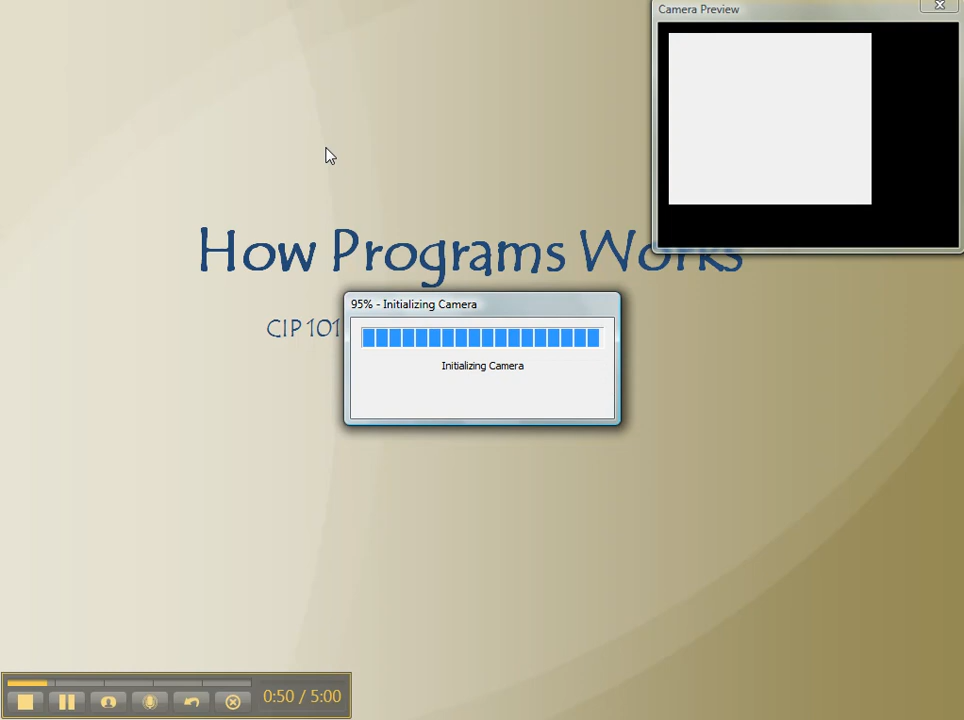 Camera Preview
How Programs Works
95% - Initializing Camera
CIP 101
Initializing Camera
0:50 / 5:00